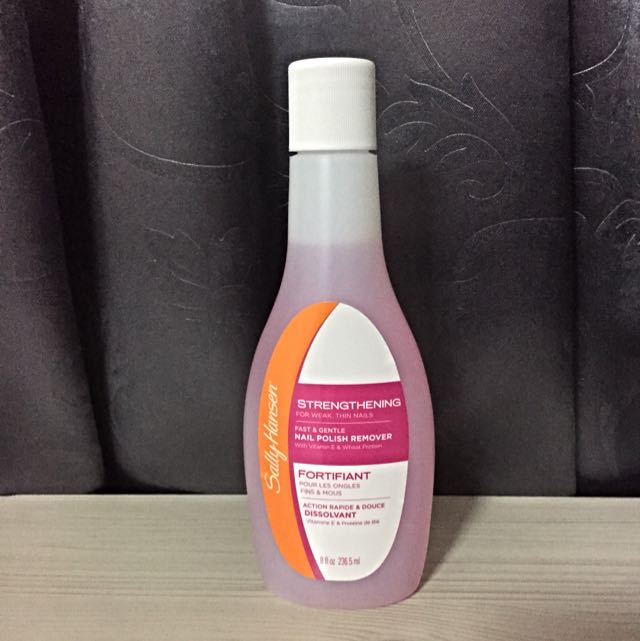 Sally Hansen
STRENGTHENING
FOR WEAK, THIN NAILS
FAST & GENTLE
NAIL POLISH REMOVER
With Vitamin E & Wheat Protein
FORTIFIANT
POUR LES ONGLES
FINS & MOUS
ACTION RAPIDE & DOUCE
DISSOLVANT
Vitamine E & Protéine de Blé
8 fl oz 236.5 ml